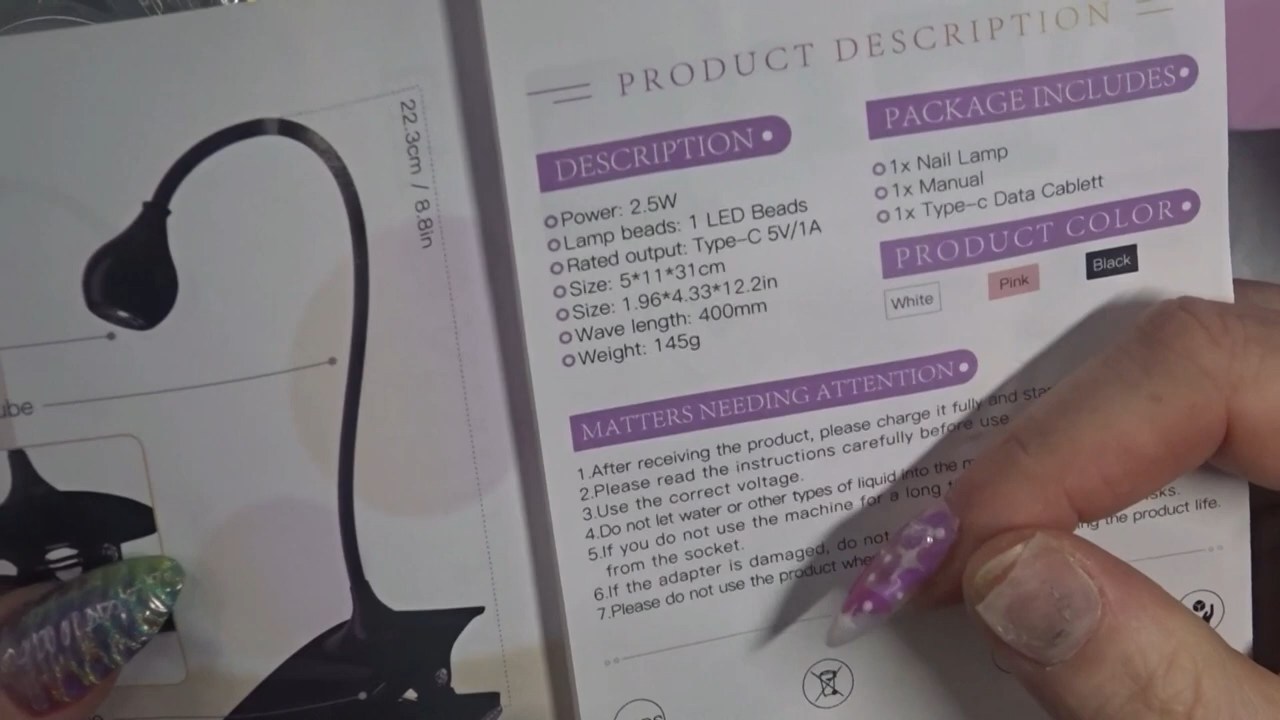 22.3cm / 8.8in
ube
PRODUCT DESCRIPTION
DESCRIPTION
Power: 2.5W
Lamp beads: 1 LED Beads
Rated output: Type-C 5V/1A
Size: 5*11*31cm
Size: 1.96*4.33*12.2in
Wave length: 400mm
Weight: 145g
PACKAGE INCLUDES
1x Nail Lamp
1x Manual
1x Type-c Data Cablett
PRODUCT COLOR
White
Pink
Black
MATTERS NEEDING ATTENTION
1.After receiving the product, please charge it fully and
2.Please read the instructions carefully before use
3.Use the correct voltage.
4.Do not let water or other types of liquid into the
5.If you do not use the machine for a long
from the socket.
6.If the adapter is damaged, do not
7.Please do not use the product
the product life.